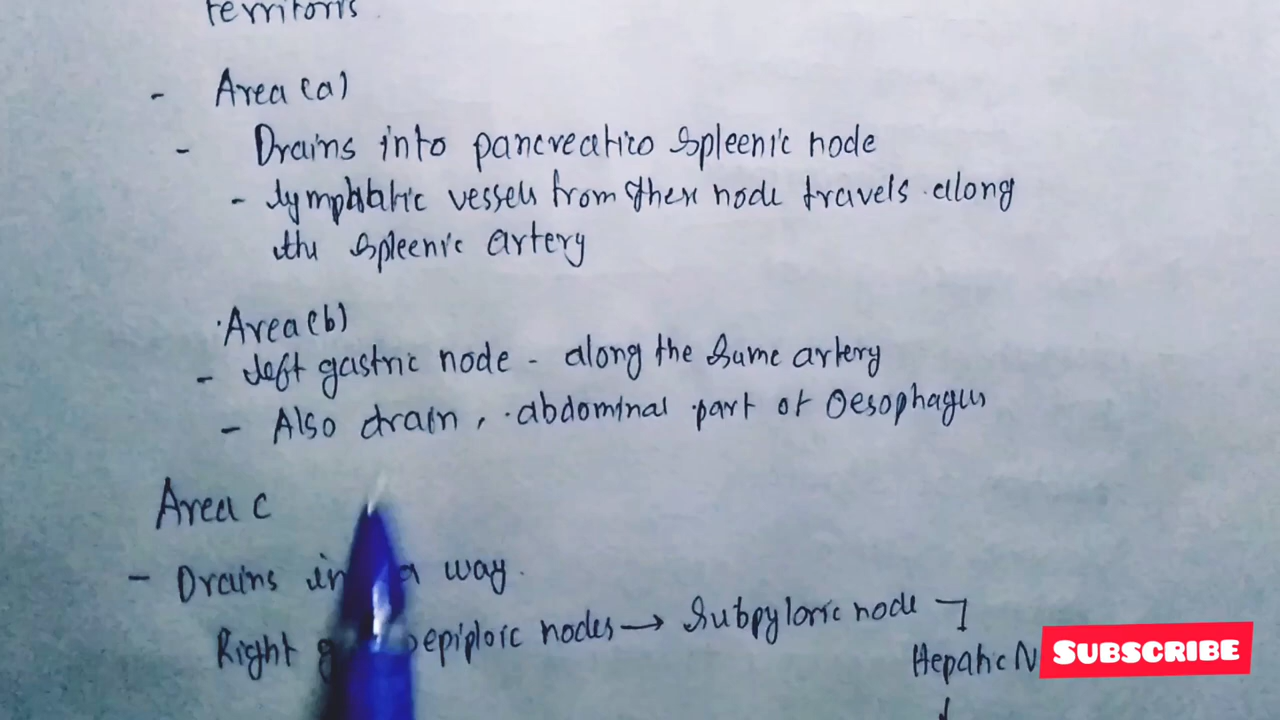 territoris
- Area (a)
- Drains into pancreatico spleenic node
- lymphatic vessels from these node travels along
the spleenic artery
Area (b)
- left gastric node - along the same artery
- Also drain, abdominal part of Oesophagus
Area c
- Drains in a way.
Right epiploic nodes → Subpyloric node
Hepatic N
SUBSCRIBE